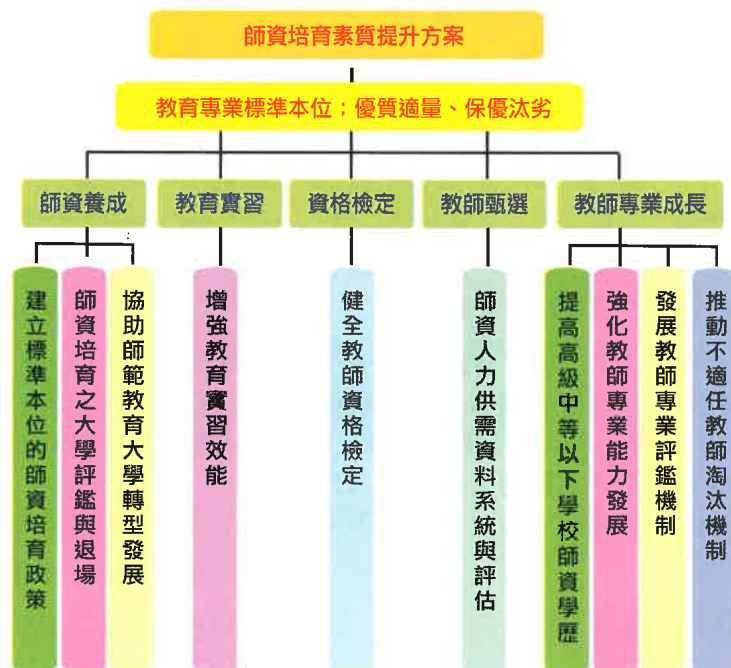 師資培育素質提升方案
教育專業標準本位；優質適量、保優汰劣
師資養成
教育實習
資格檢定
教師甄選
教師專業成長
建立標準本位的師資培育政策
師資培育之大學評鑑與退場
協助師範教育大學轉型發展
增強教育實習效能
健全教師資格檢定
師資人力供需資料系統與評估
提高高級中等以下學校師資學歷
強化教師專業能力發展
發展教師專業評鑑機制
推動不適任教師淘汰機制